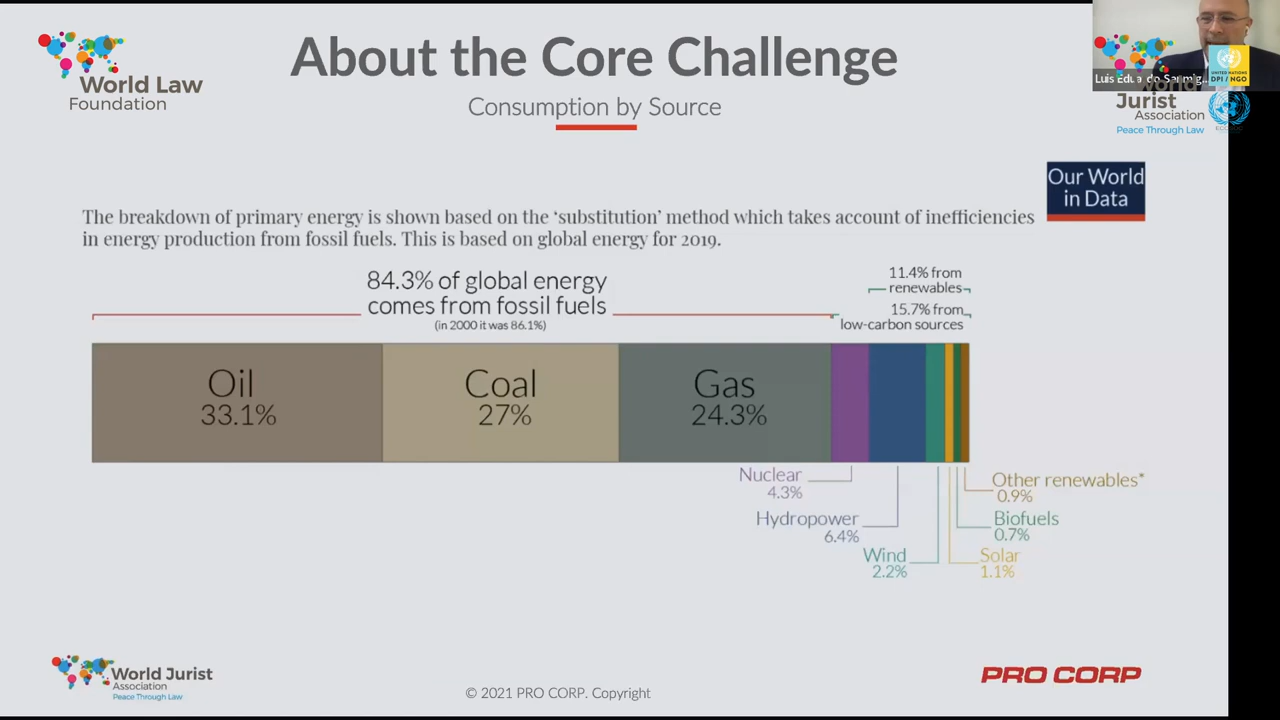 World Law
Foundation
About the Core Challenge
Consumption by Source
Luis
UNITED NATIONS
DPI / NGO
Jurist
Association
Peace Through Law
Our World
in Data
The breakdown of primary energy is shown based on the ‘substitution’ method which takes account of inefficiencies
in energy production from fossil fuels. This is based on global energy for 2019.
84.3% of global energy
comes from fossil fuels
(in 2000 it was 86.1%)
11.4% from
renewables
15.7% from
low-carbon sources
Oil
33.1%
Coal
27%
Gas
24.3%
Nuclear
4.3%
Hydropower
6.4%
Wind
2.2%
Other renewables*
0.9%
Biofuels
0.7%
Solar
1.1%
World Jurist
Association
Peace Through Law
© 2021 PRO CORP. Copyright
PRO CORP